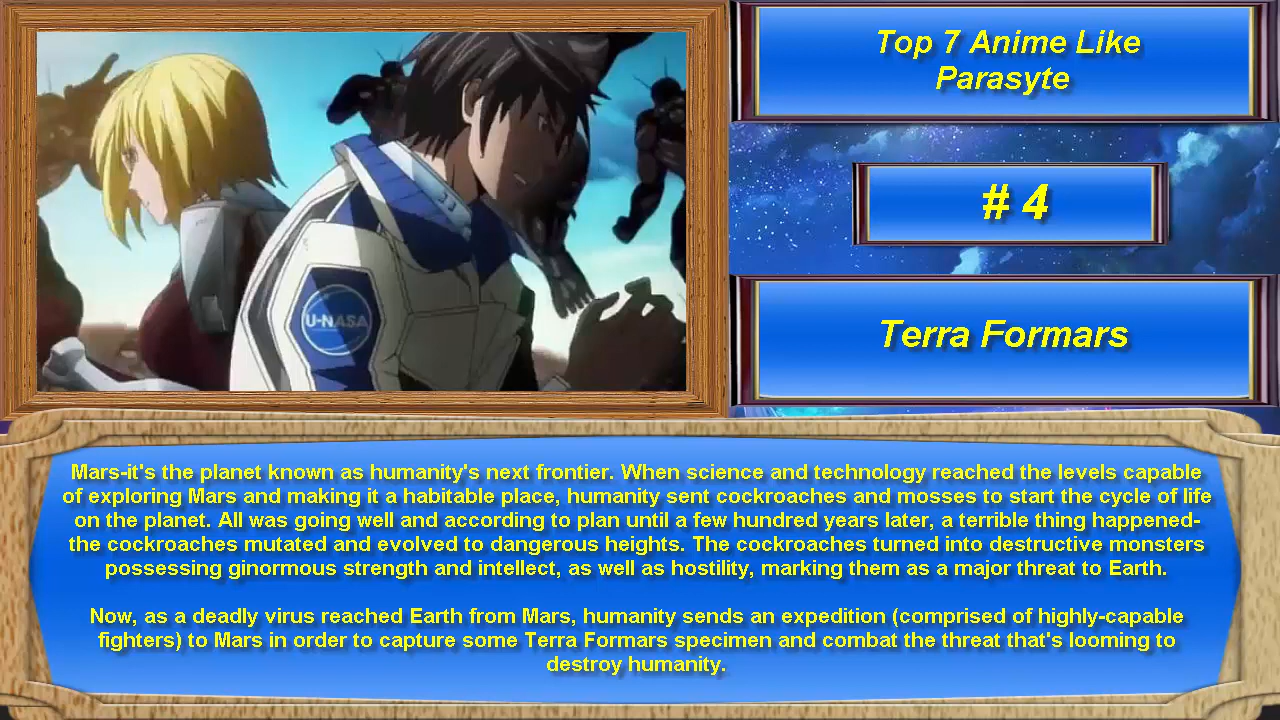 Top 7 Anime Like
Parasyte
# 4
U-NASA
Terra Formars
Mars-it's the planet known as humanity's next frontier. When science and technology reached the levels capable
of exploring Mars and making it a habitable place, humanity sent cockroaches and mosses to start the cycle of life
on the planet. All was going well and according to plan until a few hundred years later, a terrible thing happened-
the cockroaches mutated and evolved to dangerous heights. The cockroaches turned into destructive monsters
possessing ginormous strength and intellect, as well as hostility, marking them as a major threat to Earth.
Now, as a deadly virus reached Earth from Mars, humanity sends an expedition (comprised of highly-capable
fighters) to Mars in order to capture some Terra Formars specimen and combat the threat that's looming to
destroy humanity.